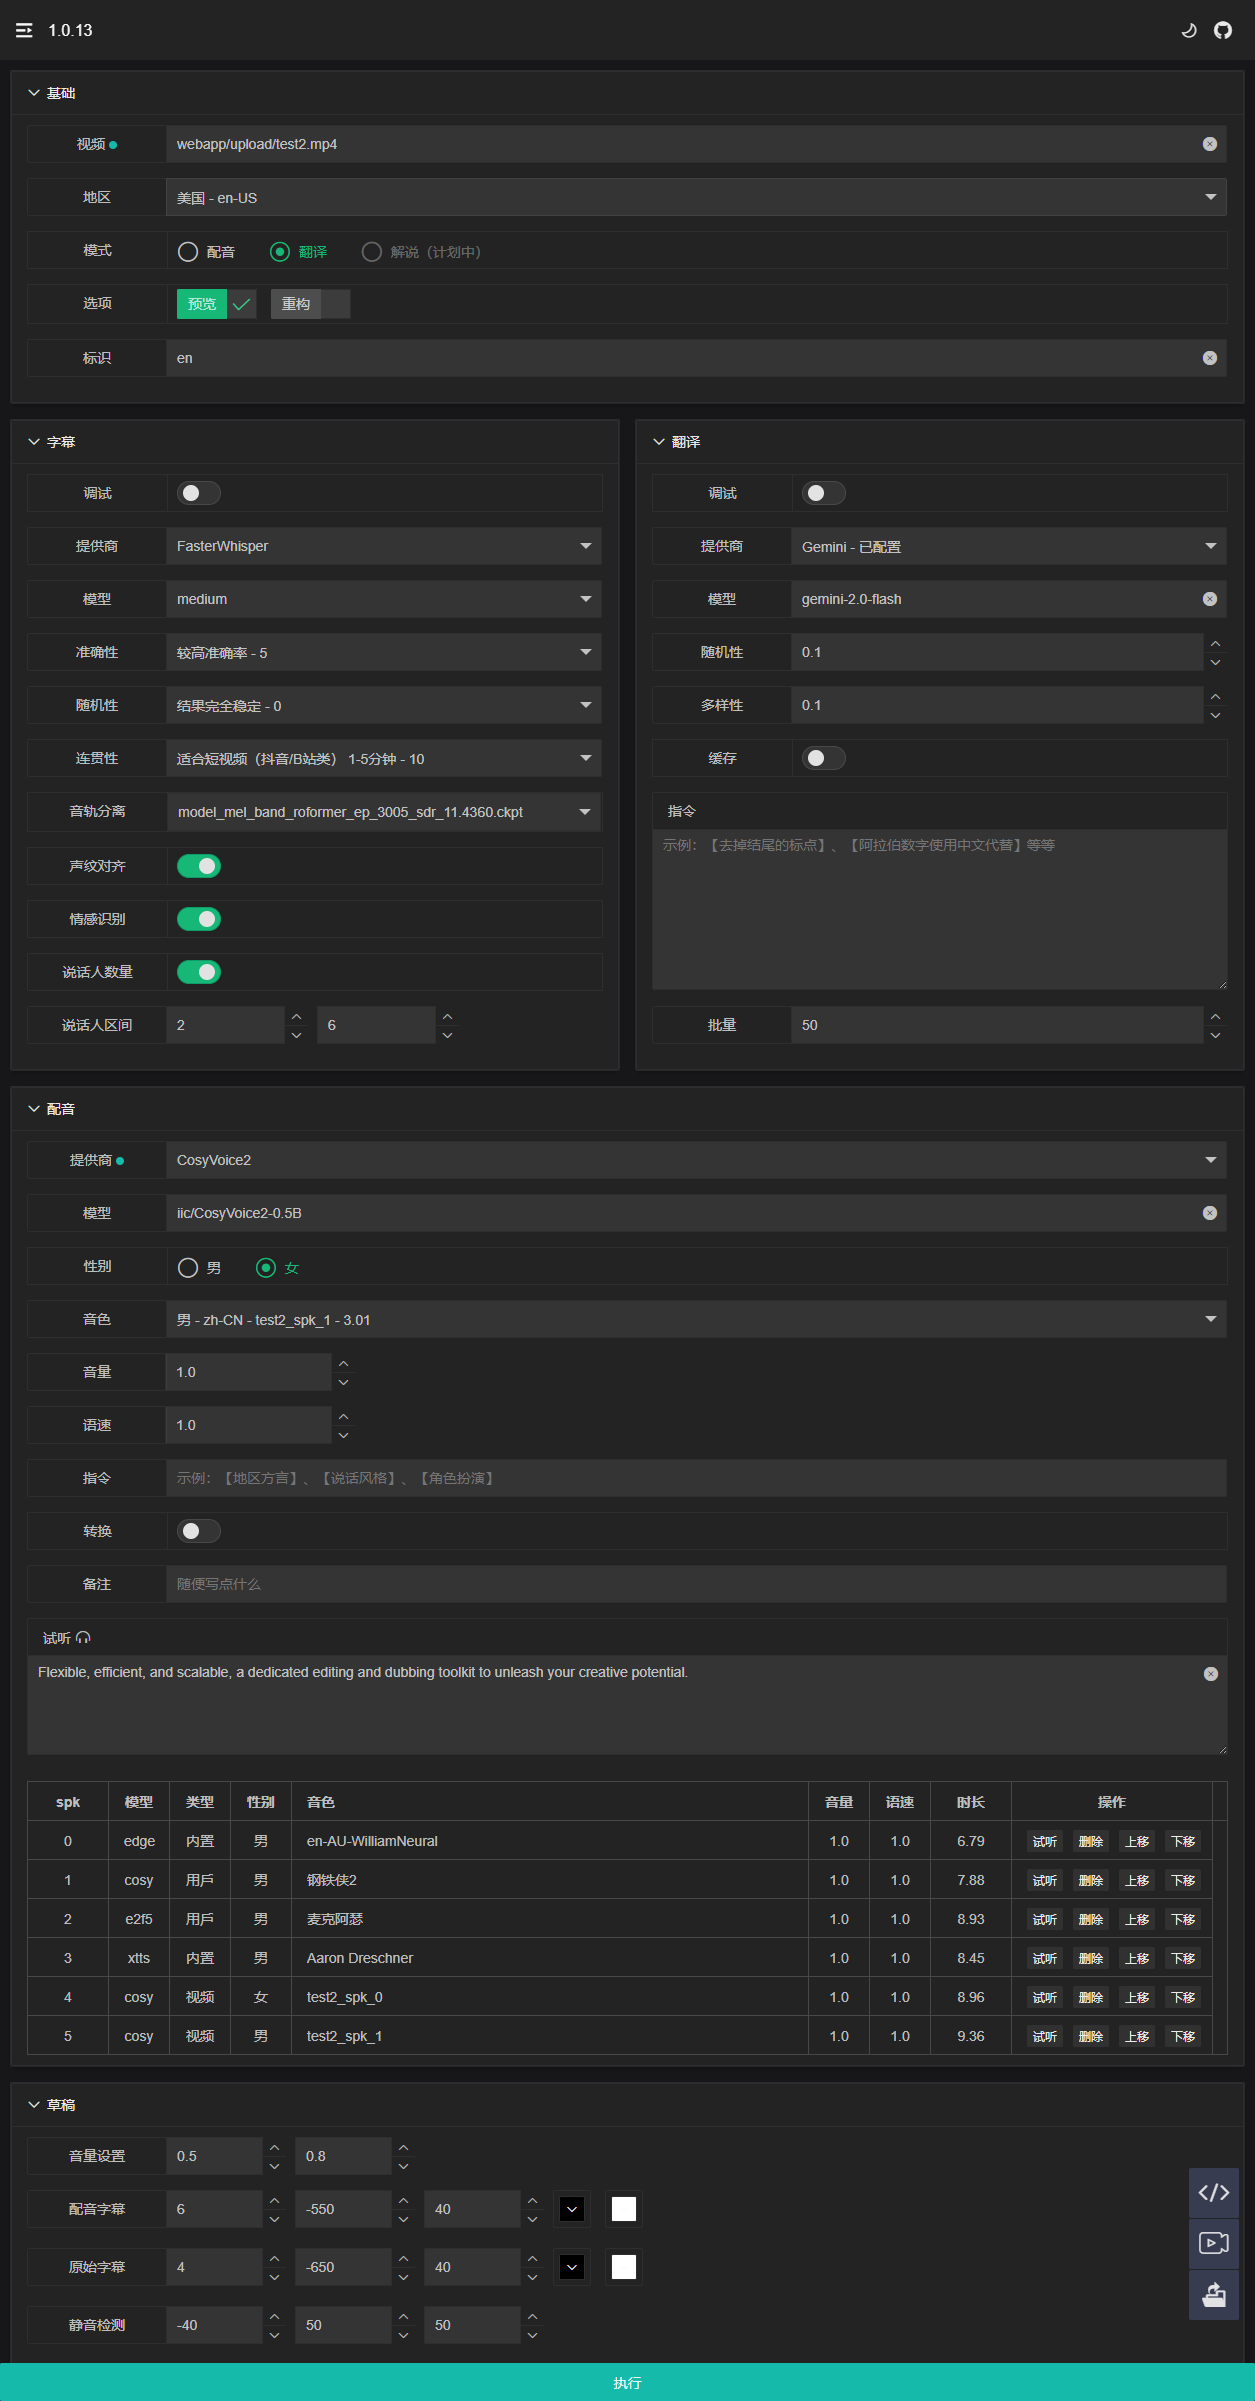 1.0.13
基础
视频 webapp/upload/test2.mp4
地区 美国 - en-US
模式 配音 翻译 解说（计划中）
选项 预览 重构
标识 en
字幕
调试
提供商 FasterWhisper
模型 medium
准确性 较高准确率 - 5
随机性 结果完全稳定 - 0
连贯性 适合短视频（抖音/B站类） 1-5分钟 - 10
音轨分离 model_mel_band_roformer_ep_3005_sdr_11.4360.ckpt
声纹对齐
情感识别
说话人数量
说话人区间 2 6
翻译
调试
提供商 Gemini - 已配置
模型 gemini-2.0-flash
随机性 0.1
多样性 0.1
缓存
指令
示例：【去掉结尾的标点】、【阿拉伯数字使用中文代替】等等
批量 50
配音
提供商 CosyVoice2
模型 iic/CosyVoice2-0.5B
性别 男 女
音色 男 - zh-CN - test2_spk_1 - 3.01
音量 1.0
语速 1.0
指令 示例：【地区方言】、【说话风格】、【角色扮演】
转换
备注 随便写点什么
试听
Flexible, efficient, and scalable, a dedicated editing and dubbing toolkit to unleash your creative potential.
spk 模型 类型 性别 音色 音量 语速 时长 操作
0 edge 内置 男 en-AU-WilliamNeural 1.0 1.0 6.79 试听 删除 上移 下移
1 cosy 用戶 男 钢铁侠2 1.0 1.0 7.88 试听 删除 上移 下移
2 e2f5 用戶 男 麦克阿瑟 1.0 1.0 8.93 试听 删除 上移 下移
3 xtts 内置 男 Aaron Dreschner 1.0 1.0 8.45 试听 删除 上移 下移
4 cosy 视频 女 test2_spk_0 1.0 1.0 8.96 试听 删除 上移 下移
5 cosy 视频 男 test2_spk_1 1.0 1.0 9.36 试听 删除 上移 下移
草稿
音量设置 0.5 0.8
配音字幕 6 -550 40
原始字幕 4 -650 40
静音检测 -40 50 50
执行